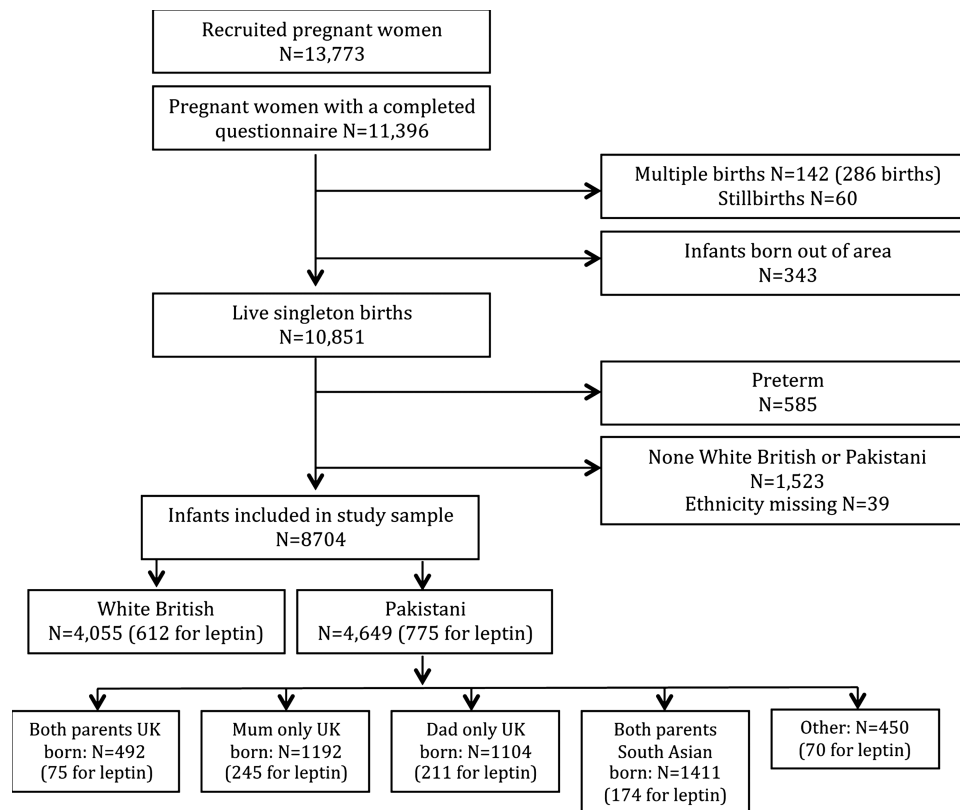 Recruited pregnant women
N=13,773
Pregnant women with a completed
questionnaire N=11,396
Multiple births N=142 (286 births)
Stillbirths N=60
Infants born out of area
N=343
Live singleton births
N=10,851
Preterm
N=585
None White British or Pakistani
N=1,523
Ethnicity missing N=39
Infants included in study sample
N=8704
White British
N=4,055 (612 for leptin)
Pakistani
N=4,649 (775 for leptin)
Both parents UK
born: N=492
(75 for leptin)
Mum only UK
born: N=1192
(245 for leptin)
Dad only UK
born: N=1104
(211 for leptin)
Both parents
South Asian
born: N=1411
(174 for leptin)
Other: N=450
(70 for leptin)